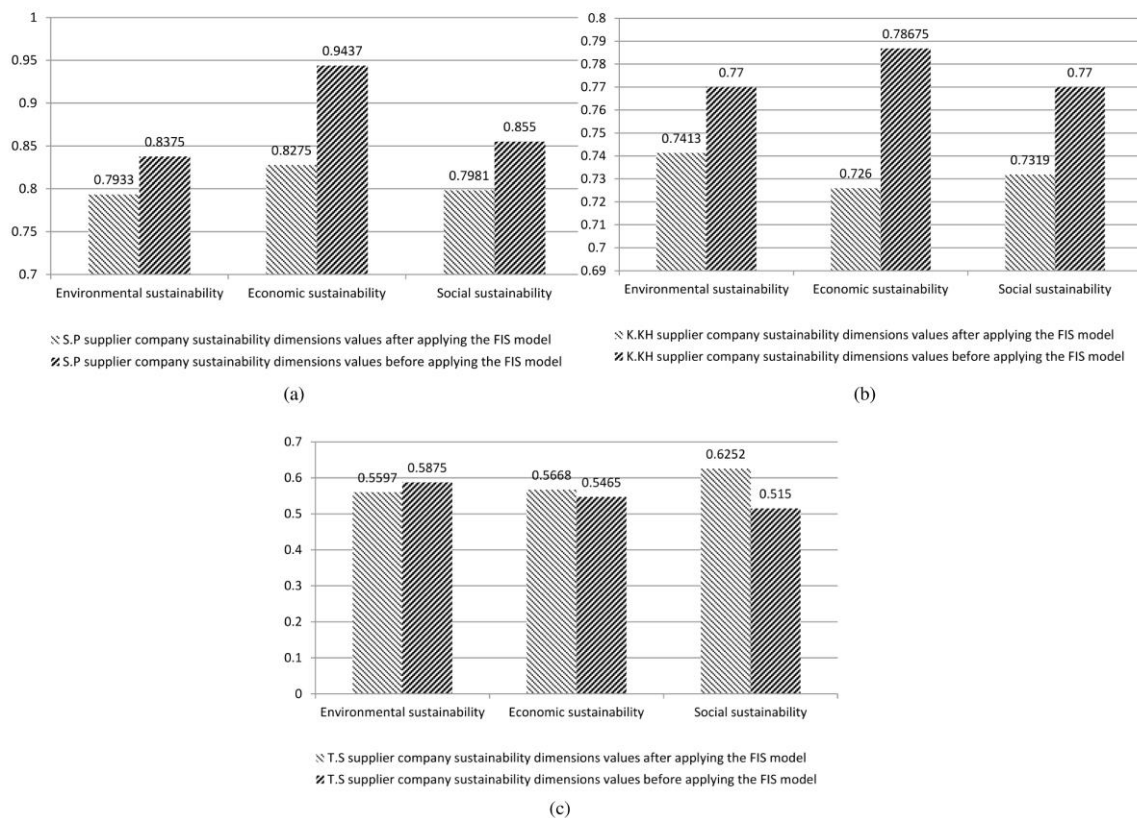 1
0.95
0.9
0.85
0.8
0.75
0.7
0.7933
0.8375
0.8275
0.9437
0.7981
0.855
Environmental sustainability
Economic sustainability
Social sustainability
S.P supplier company sustainability dimensions values after applying the FIS model
S.P supplier company sustainability dimensions values before applying the FIS model
(a)
0.8
0.79
0.78
0.77
0.75
0.74
0.73
0.72
0.71
0.7
0.69
0.7413
0.77
0.726
0.78675
0.7319
0.77
Environmental sustainability
Economic sustainability
Social sustainability
K.KH supplier company sustainability dimensions values after applying the FIS model
K.KH supplier company sustainability dimensions values before applying the FIS model
(b)
0.7
0.6
0.5
0.4
0.3
0.2
0.1
0
0.5597
0.5875
0.5668
0.5465
0.6252
0.515
Environmental sustainability
Economic sustainability
Social sustainability
T.S supplier company sustainability dimensions values after applying the FIS model
T.S supplier company sustainability dimensions values before applying the FIS model
(c)